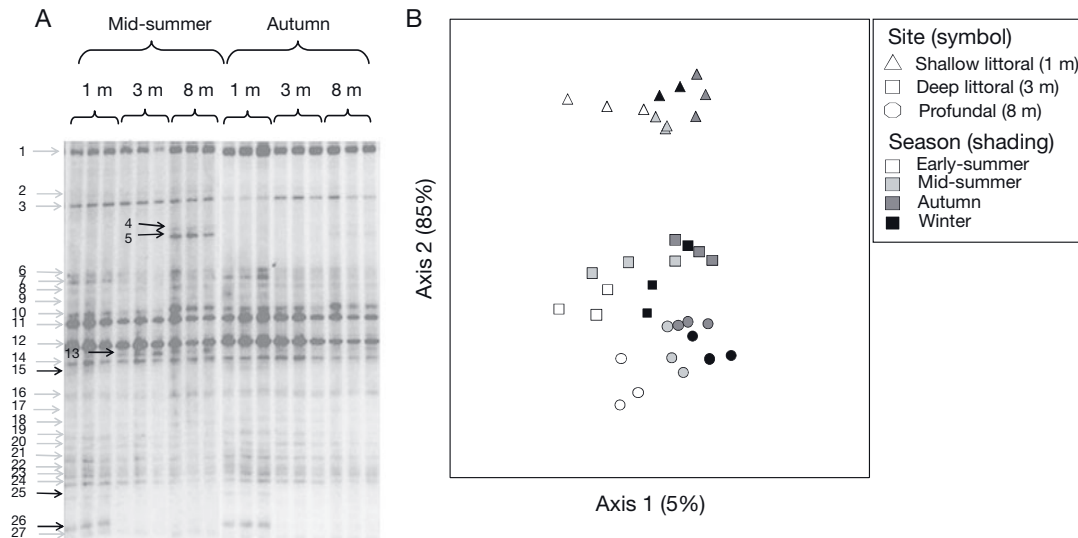 A
Mid-summer Autumn
1 m 3 m 8 m 1 m 3 m 8 m
1
2
3
4
5
6
7
8
9
10
11
12
13
14
15
16
17
18
19
20
21
22
23
24
25
26
27
B
Axis 2 (85%)
Axis 1 (5%)
Site (symbol)
Shallow littoral (1 m)
Deep littoral (3 m)
Profundal (8 m)
Season (shading)
Early-summer
Mid-summer
Autumn
Winter